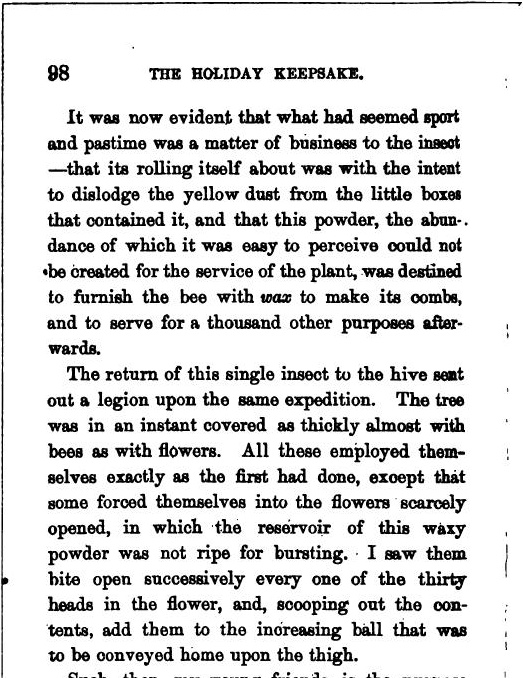 98 THE HOLIDAY KEEPSAKE.
It was now evident that what had seemed sport
and pastime was a matter of business to the insect
—that its rolling itself about was with the intent
to dislodge the yellow dust from the little boxes
that contained it, and that this powder, the abun-
dance of which it was easy to perceive could not
be created for the service of the plant, was destined
to furnish the bee with wax to make its combs,
and to serve for a thousand other purposes after-
wards.
The return of this single insect to the hive sent
out a legion upon the same expedition. The tree
was in an instant covered as thickly almost with
bees as with flowers. All these employed them-
selves exactly as the first had done, except that
some forced themselves into the flowers scarcely
opened, in which the reservoir of this waxy
powder was not ripe for bursting. I saw them
bite open successively every one of the thirty
heads in the flower, and, scooping out the con-
tents, add them to the increasing ball that was
to be conveyed home upon the thigh.